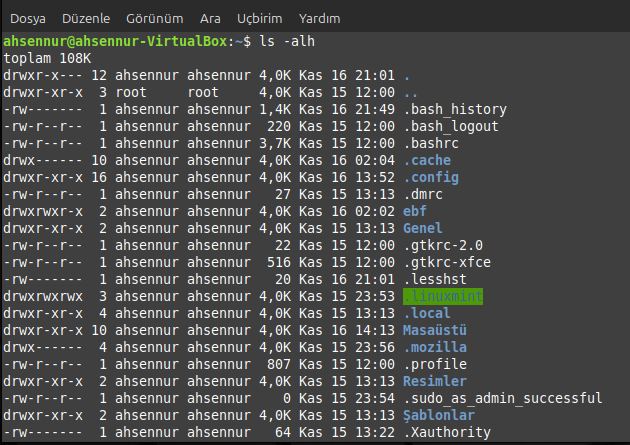 Dosya Düzenle Görünüm Ara Uçbirim Yardım
ahsennur@ahsennur-VirtualBox:~$ ls -alh
toplam 108K
drwxr-x--- 12 ahsennur ahsennur 4,0K Kas 16 21:01 .
drwxr-xr-x  3 root     root     4,0K Kas 15 12:00 ..
-rw-------  1 ahsennur ahsennur 1,4K Kas 16 21:49 .bash_history
-rw-r--r--  1 ahsennur ahsennur  220 Kas 15 12:00 .bash_logout
-rw-r--r--  1 ahsennur ahsennur 3,7K Kas 15 12:00 .bashrc
drwx------ 10 ahsennur ahsennur 4,0K Kas 16 02:04 .cache
drwxr-xr-x 16 ahsennur ahsennur 4,0K Kas 16 13:52 .config
-rw-r--r--  1 ahsennur ahsennur   27 Kas 15 13:13 .dmrc
drwxrwxr-x  2 ahsennur ahsennur 4,0K Kas 16 02:02 ebf
drwxr-xr-x  2 ahsennur ahsennur 4,0K Kas 15 13:13 Genel
-rw-r--r--  1 ahsennur ahsennur   22 Kas 15 12:00 .gtkrc-2.0
-rw-r--r--  1 ahsennur ahsennur  516 Kas 15 12:00 .gtkrc-xfce
-rw-------  1 ahsennur ahsennur   20 Kas 16 21:01 .lesshst
drwxrwxrwx  3 ahsennur ahsennur 4,0K Kas 15 23:53 .linuxmint
drwxr-xr-x  4 ahsennur ahsennur 4,0K Kas 15 13:13 .local
drwxr-xr-x 10 ahsennur ahsennur 4,0K Kas 16 14:13 Masaüstü
drwx------  4 ahsennur ahsennur 4,0K Kas 15 23:56 .mozilla
-rw-r--r--  1 ahsennur ahsennur  807 Kas 15 12:00 .profile
drwxr-xr-x  2 ahsennur ahsennur 4,0K Kas 15 13:13 Resimler
-rw-r--r--  1 ahsennur ahsennur    0 Kas 15 23:54 .sudo_as_admin_successful
drwxr-xr-x  2 ahsennur ahsennur 4,0K Kas 15 13:13 Şablonlar
-rw-------  1 ahsennur ahsennur   64 Kas 15 13:22 .Xauthority